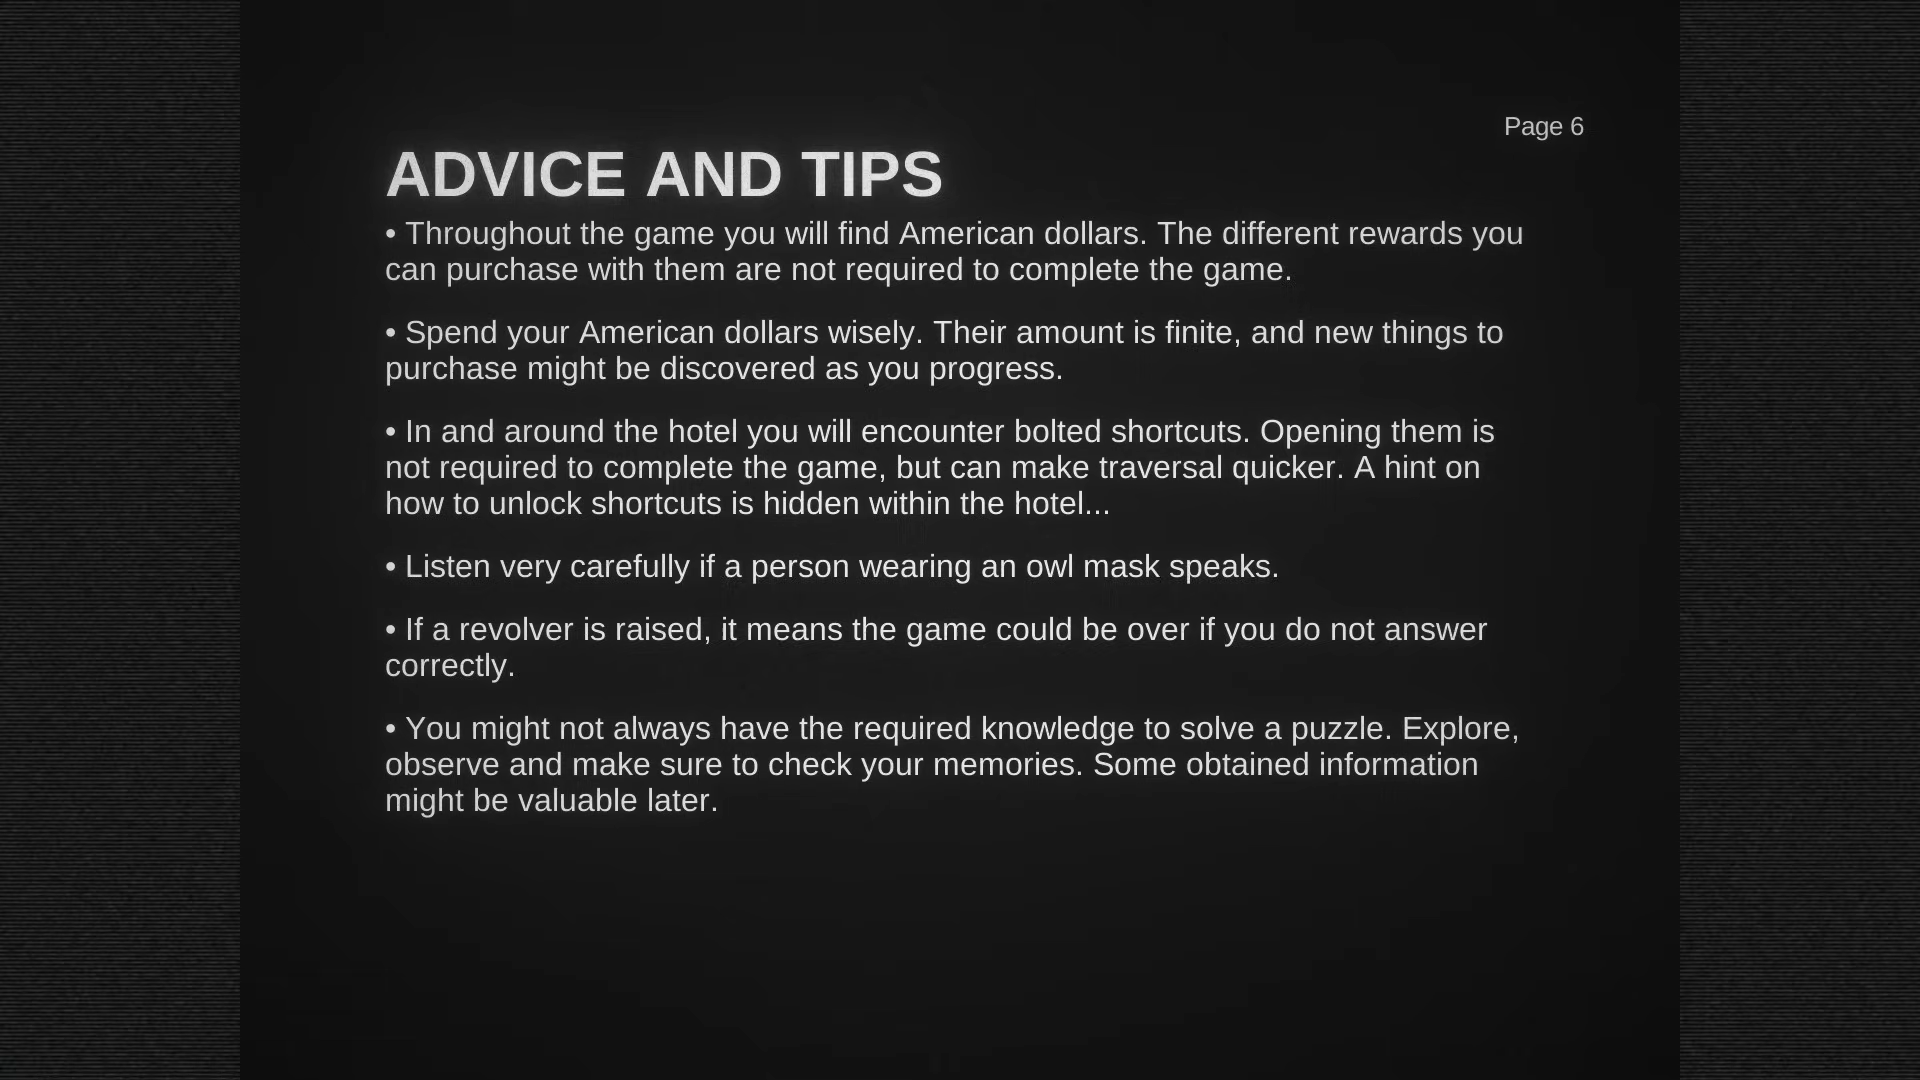 Page 6
ADVICE AND TIPS
• Throughout the game you will find American dollars. The different rewards you
can purchase with them are not required to complete the game.
• Spend your American dollars wisely. Their amount is finite, and new things to
purchase might be discovered as you progress.
• In and around the hotel you will encounter bolted shortcuts. Opening them is
not required to complete the game, but can make traversal quicker. A hint on
how to unlock shortcuts is hidden within the hotel...
• Listen very carefully if a person wearing an owl mask speaks.
• If a revolver is raised, it means the game could be over if you do not answer
correctly.
• You might not always have the required knowledge to solve a puzzle. Explore,
observe and make sure to check your memories. Some obtained information
might be valuable later.